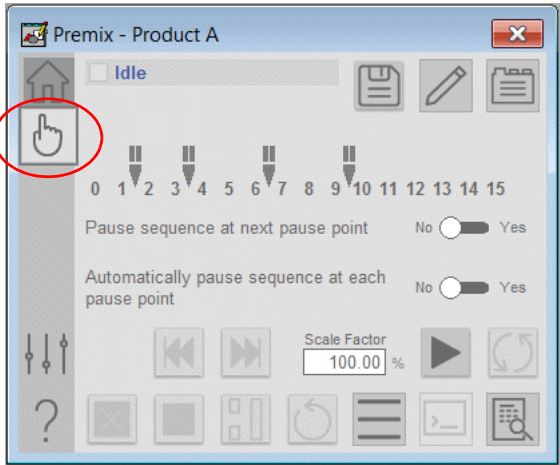 Premix - Product A
Idle
0 1 2 3 4 5 6 7 8 9 10 11 12 13 14 15
Pause sequence at next pause point No Yes
Automatically pause sequence at each No Yes
pause point
Scale Factor
100.00 %
?